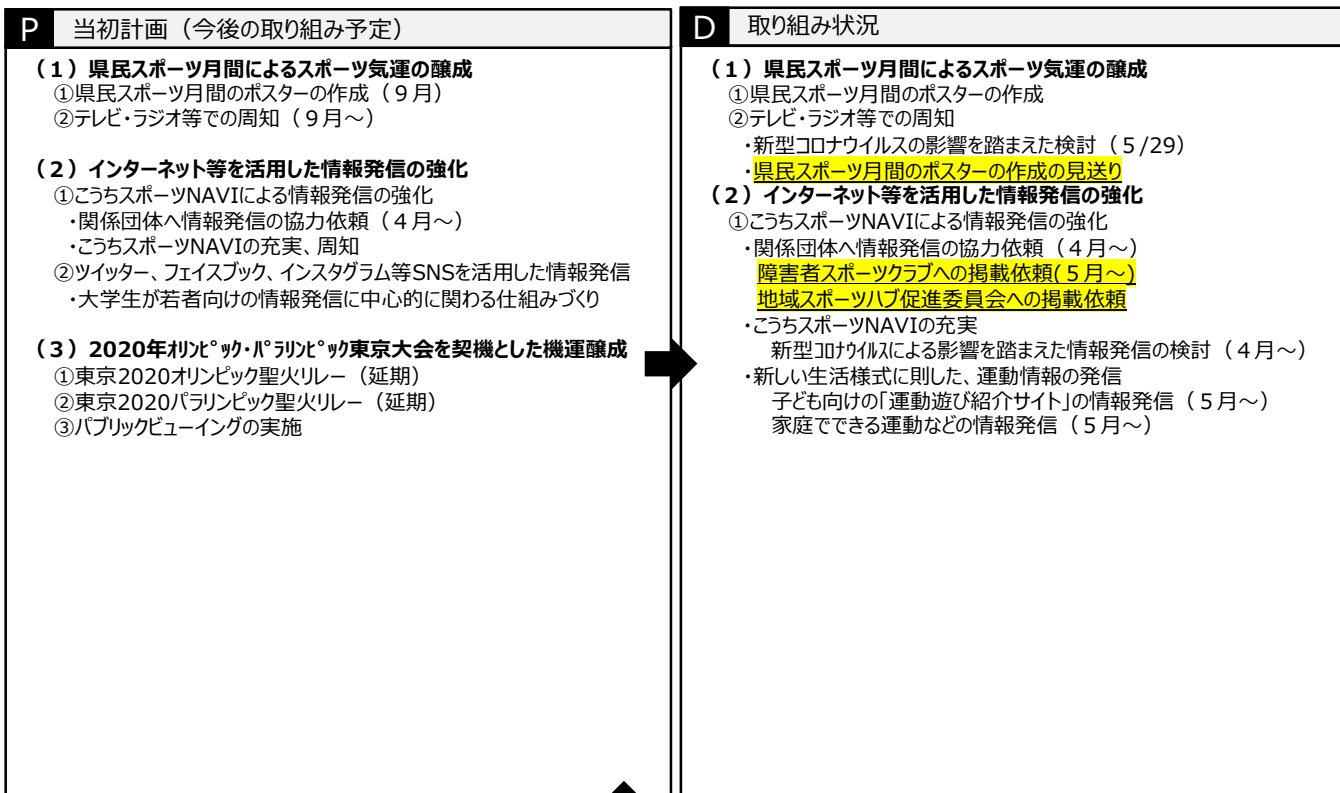 P 当初計画（今後の取り組み予定）
（１）県民スポーツ月間によるスポーツ気運の醸成
①県民スポーツ月間のポスターの作成（９月）
②テレビ・ラジオ等での周知（９月～）
（２）インターネット等を活用した情報発信の強化
①こうちスポーツNAVIによる情報発信の強化
・関係団体へ情報発信の協力依頼（４月～）
・こうちスポーツNAVIの充実、周知
②ツイッター、フェイスブック、インスタグラム等SNSを活用した情報発信
・大学生が若者向けの情報発信に中心的に関わる仕組みづくり
（３）2020年ｵﾘﾝﾋﾟｯｸ・ﾊﾟﾗﾘﾝﾋﾟｯｸ東京大会を契機とした機運醸成
①東京2020オリンピック聖火リレー（延期）
②東京2020パラリンピック聖火リレー（延期）
③パブリックビューイングの実施
D 取り組み状況
（１）県民スポーツ月間によるスポーツ気運の醸成
①県民スポーツ月間のポスターの作成
②テレビ・ラジオ等での周知
・新型コロナウイルスの影響を踏まえた検討（５/29）
・県民スポーツ月間のポスターの作成の見送り
（２）インターネット等を活用した情報発信の強化
①こうちスポーツNAVIによる情報発信の強化
・関係団体へ情報発信の協力依頼（４月～）
障害者スポーツクラブへの掲載依頼(５月～)
地域スポーツハブ促進委員会への掲載依頼
・こうちスポーツNAVIの充実
新型ｺﾛﾅｳｲﾙｽによる影響を踏まえた情報発信の検討（４月～）
・新しい生活様式に則した、運動情報の発信
子ども向けの「運動遊び紹介サイト」の情報発信（５月～）
家庭でできる運動などの情報発信（５月～）